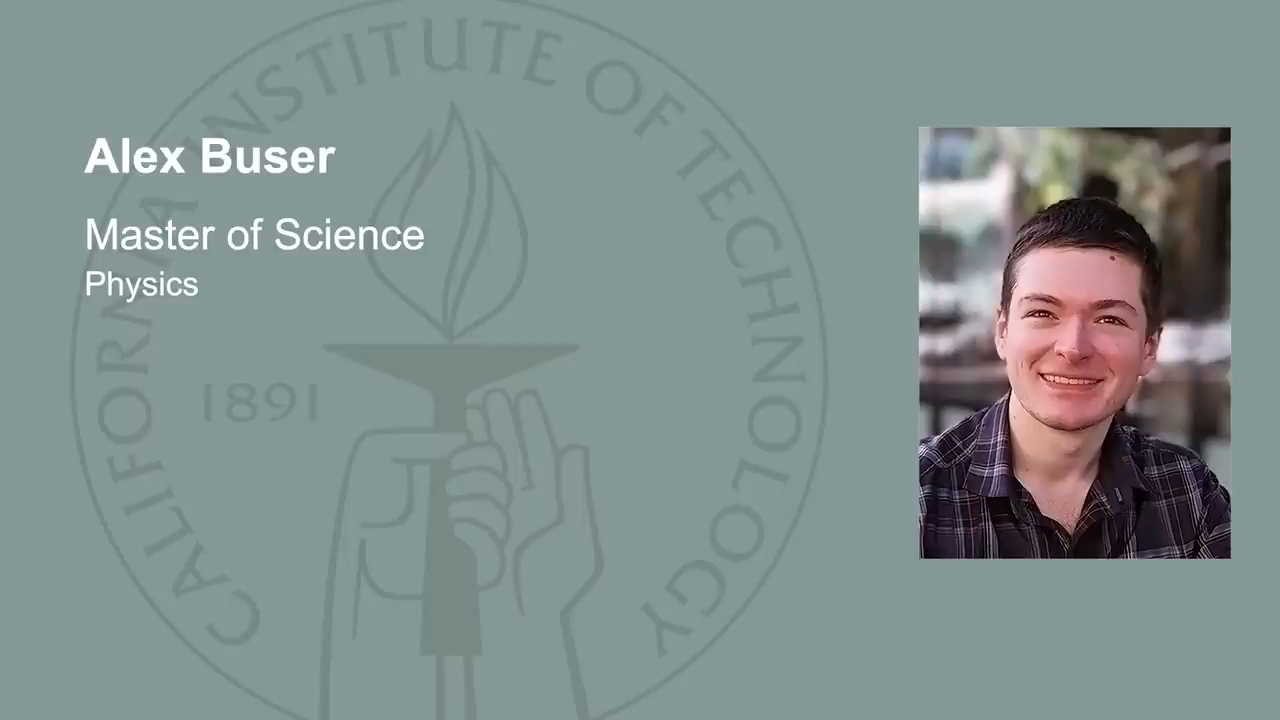 Alex Buser
Master of Science
Physics
CALIFORNIA INSTITUTE OF TECHNOLOGY
1891